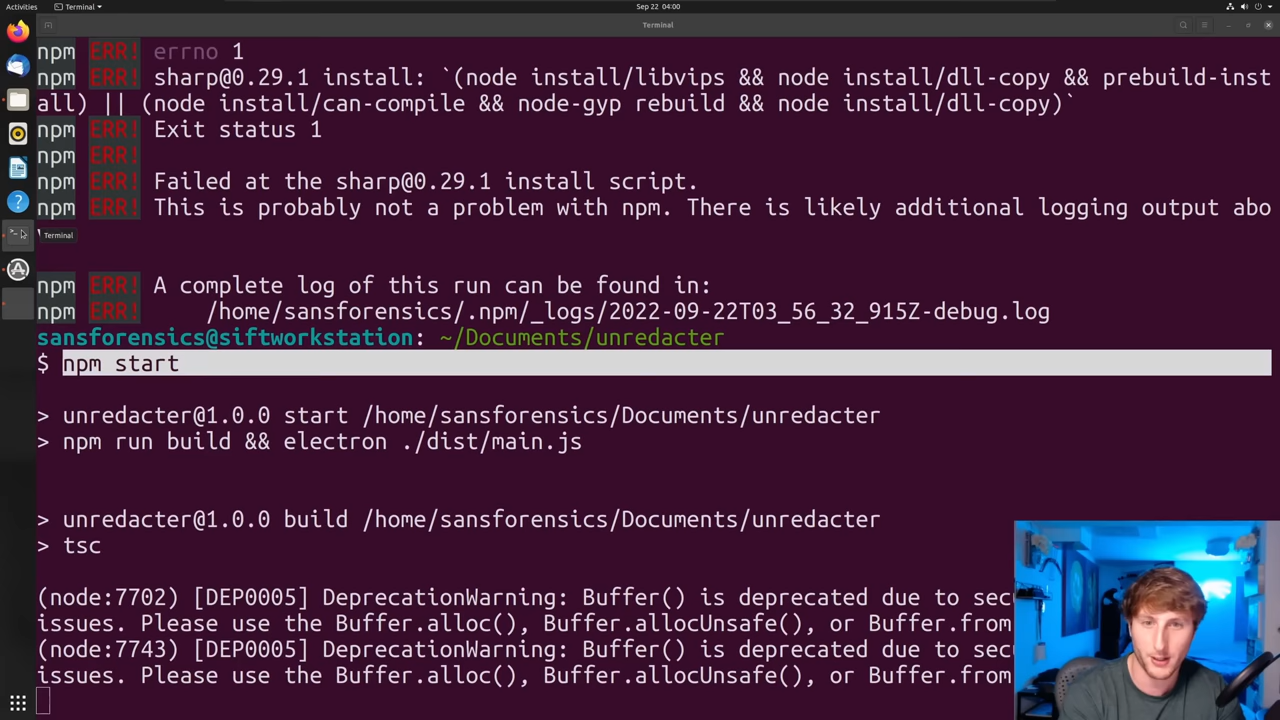 Activities
Terminal
Sep 22 04:00
Terminal
npm ERR! errno 1
npm ERR! sharp@0.29.1 install: `(node install/libvips && node install/dll-copy && prebuild-inst
all) || (node install/can-compile && node-gyp rebuild && node install/dll-copy)`
npm ERR! Exit status 1
npm ERR!
npm ERR! Failed at the sharp@0.29.1 install script.
npm ERR! This is probably not a problem with npm. There is likely additional logging output abo
Terminal
npm ERR! A complete log of this run can be found in:
npm ERR! /home/sansforensics/.npm/_logs/2022-09-22T03_56_32_915Z-debug.log
sansforensics@siftworkstation: ~/Documents/unredacter
$ npm start
> unredacter@1.0.0 start /home/sansforensics/Documents/unredacter
> npm run build && electron ./dist/main.js
> unredacter@1.0.0 build /home/sansforensics/Documents/unredacter
> tsc
(node:7702) [DEP0005] DeprecationWarning: Buffer() is deprecated due to sec
issues. Please use the Buffer.alloc(), Buffer.allocUnsafe(), or Buffer.from
(node:7743) [DEP0005] DeprecationWarning: Buffer() is deprecated due to sec
issues. Please use the Buffer.alloc(), Buffer.allocUnsafe(), or Buffer.from